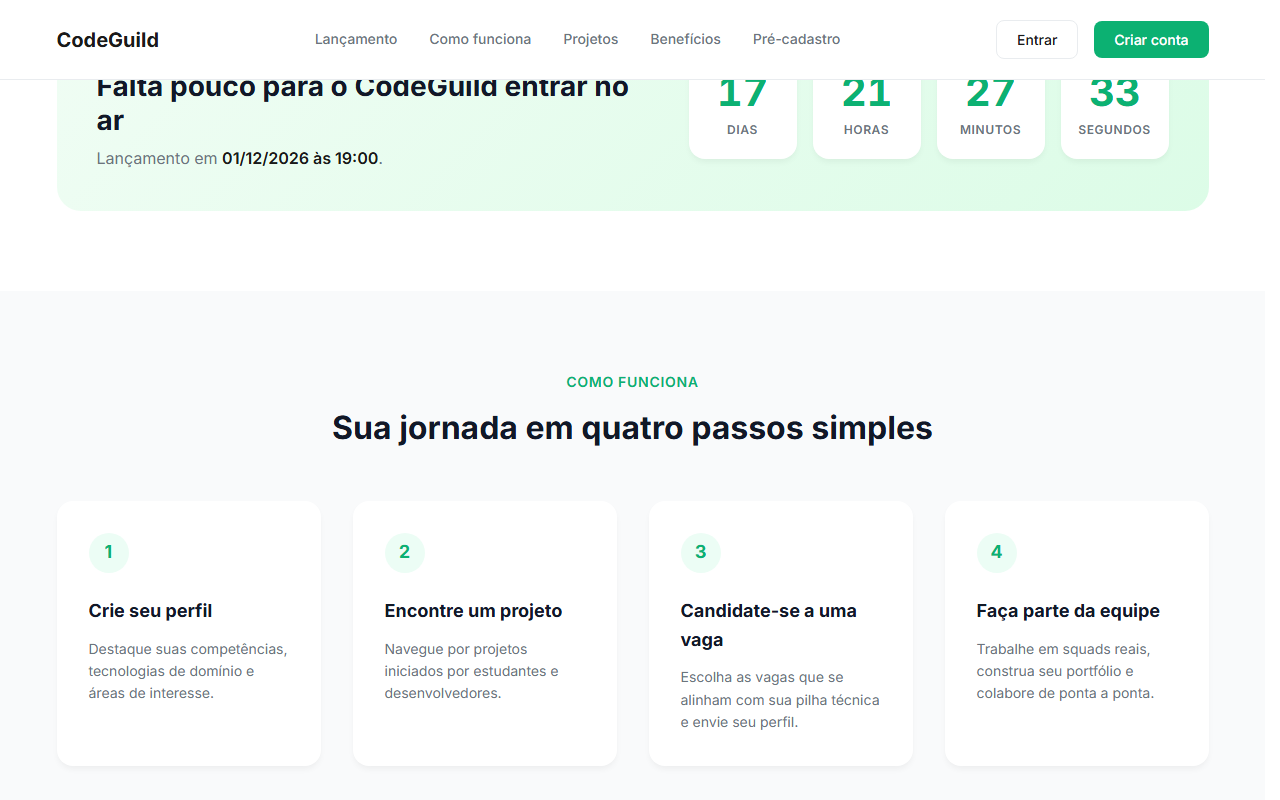 CodeGuild
Lançamento
Como funciona
Projetos
Benefícios
Pré-cadastro
Entrar
Criar conta
Falta pouco para o CodeGuild entrar no
ar
Lançamento em 01/12/2026 às 19:00.
17
DIAS
21
HORAS
27
MINUTOS
33
SEGUNDOS
COMO FUNCIONA
Sua jornada em quatro passos simples
1
Crie seu perfil
Destaque suas competências,
tecnologias de domínio e
áreas de interesse.
2
Encontre um projeto
Navegue por projetos
iniciados por estudantes e
desenvolvedores.
3
Candidate-se a uma
vaga
Escolha as vagas que se
alinham com sua pilha técnica
e envie seu perfil.
4
Faça parte da equipe
Trabalhe em squads reais,
construa seu portfólio e
colabore de ponta a ponta.